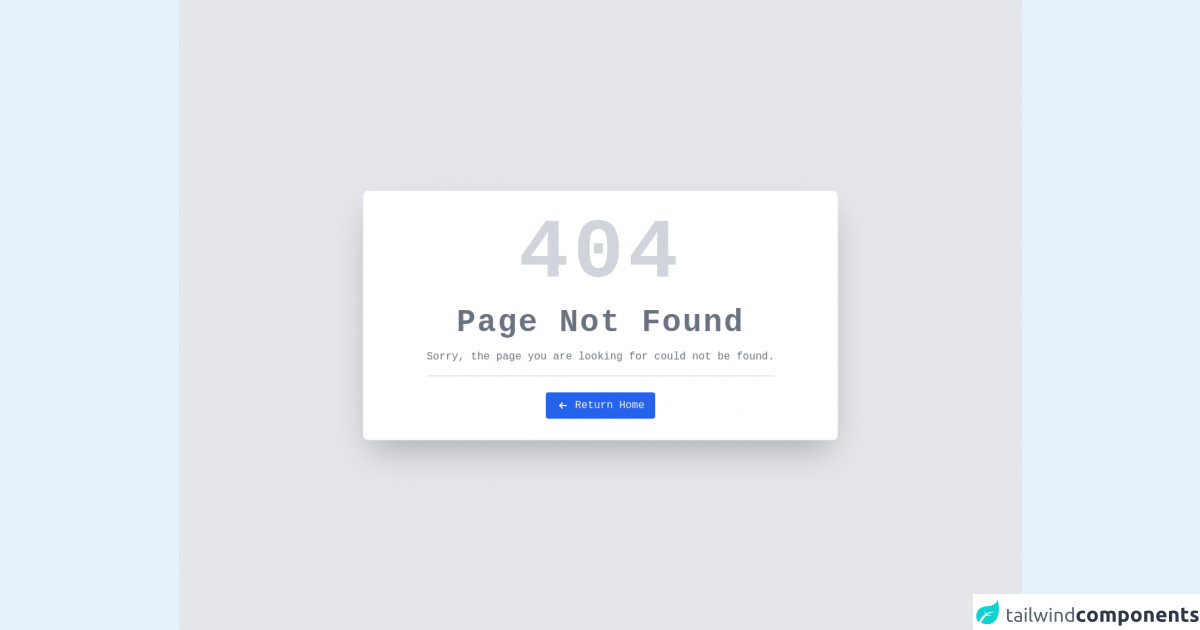 404
Page Not Found
Sorry, the page you are looking for could not be found.
Return Home
tailwindcomponents